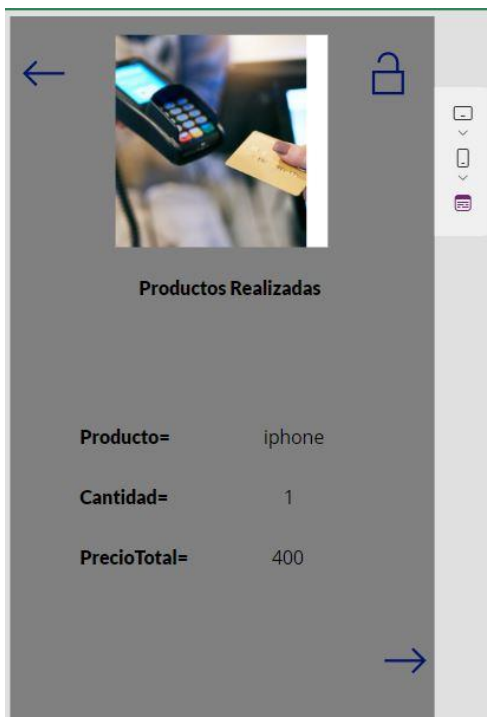 Productos Realizadas
Producto= iphone
Cantidad= 1
PrecioTotal= 400